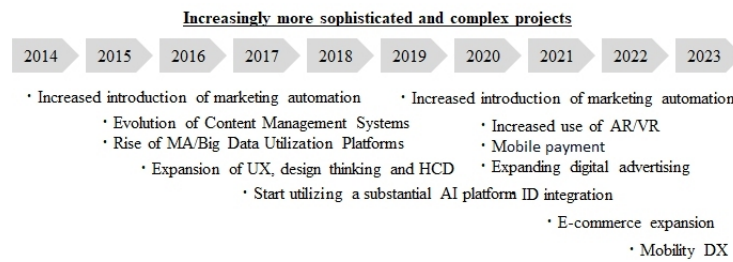 Increasingly more sophisticated and complex projects
2014 2015 2016 2017 2018 2019 2020 2021 2022 2023
・Increased introduction of marketing automation
・Increased introduction of marketing automation
・Evolution of Content Management Systems
・Rise of MA/Big Data Utilization Platforms
・Increased use of AR/VR
・Mobile payment
・Expansion of UX, design thinking and HCD
・Expanding digital advertising
・Start utilizing a substantial AI platform
ID integration
・E-commerce expansion
・Mobility DX